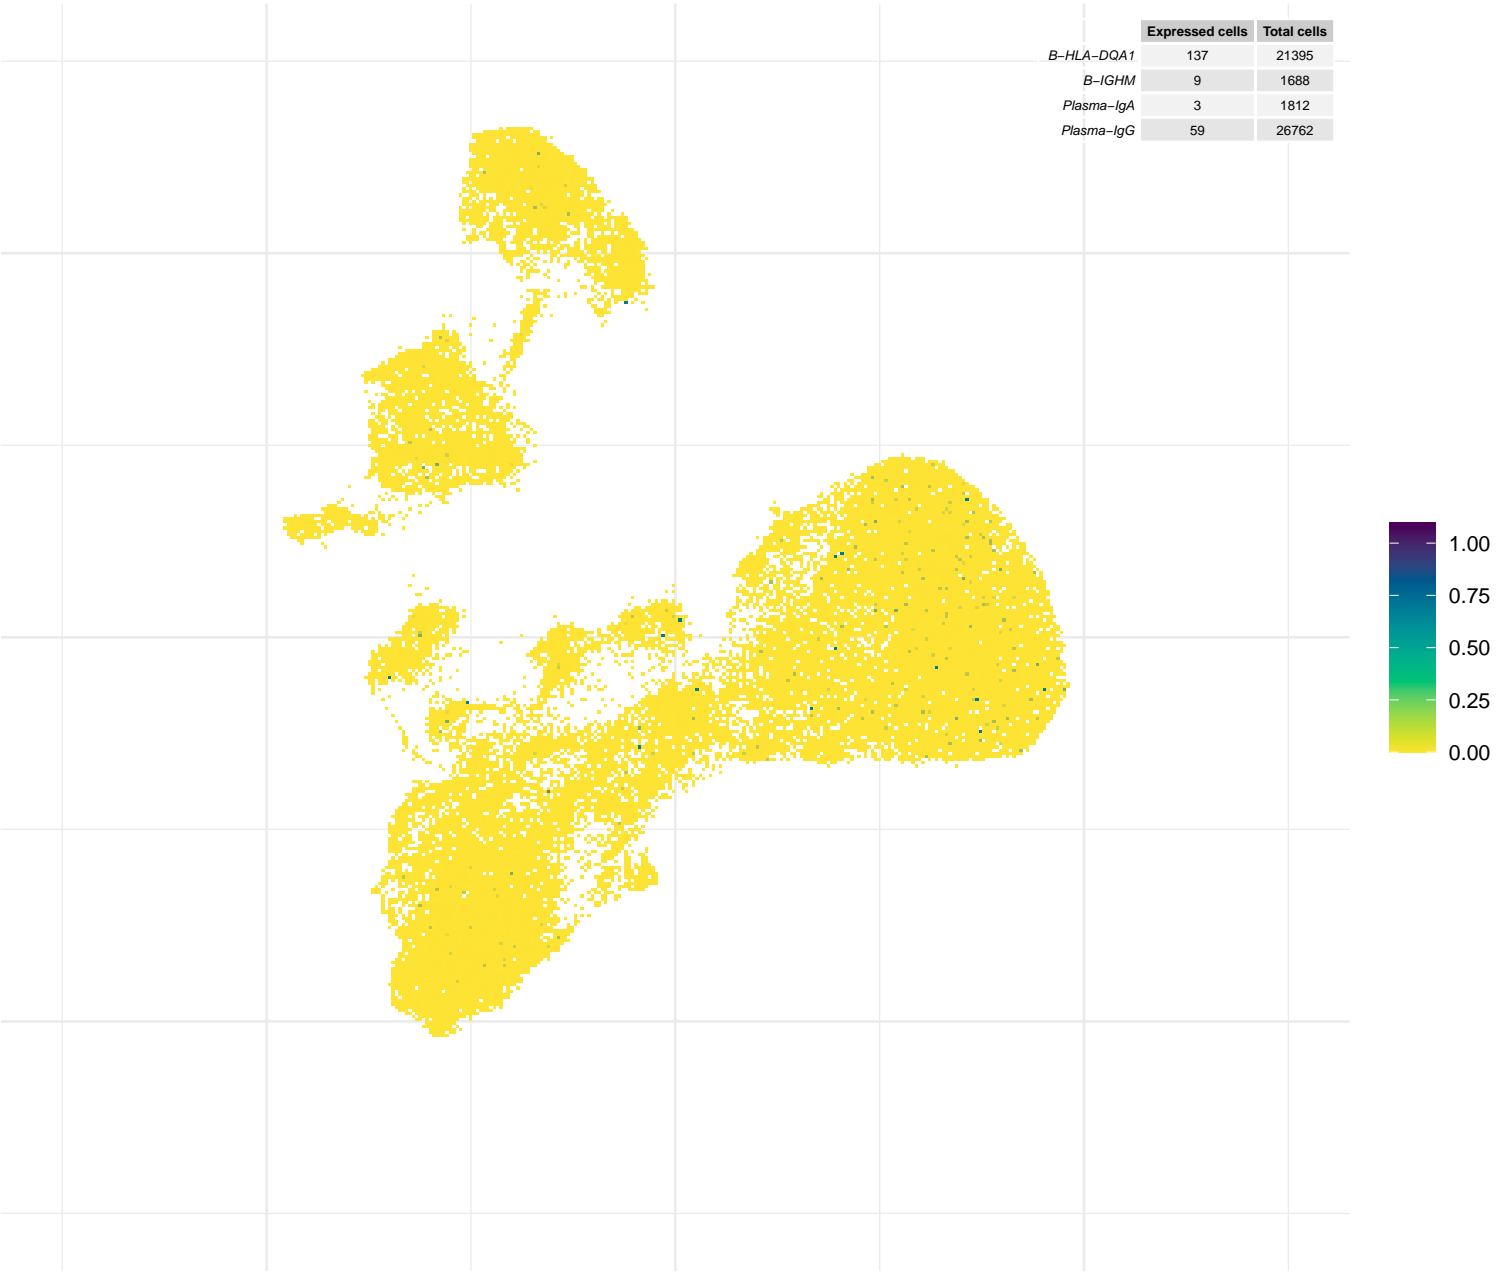 Expressed cells Total cells
B−HLA−DQA1 137 21395
B−IGHM 9 1688
Plasma−IgA 3 1812
Plasma−IgG 59 26762
1.00
0.75
0.50
0.25
0.00